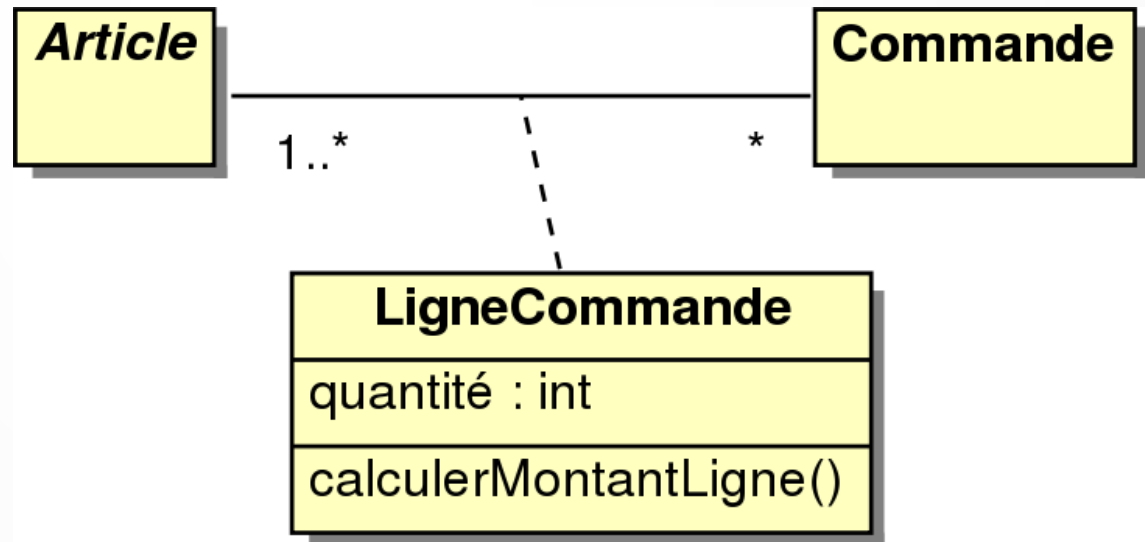 Article
Commande
1..*
*
LigneCommande
quantité : int
calculerMontantLigne()